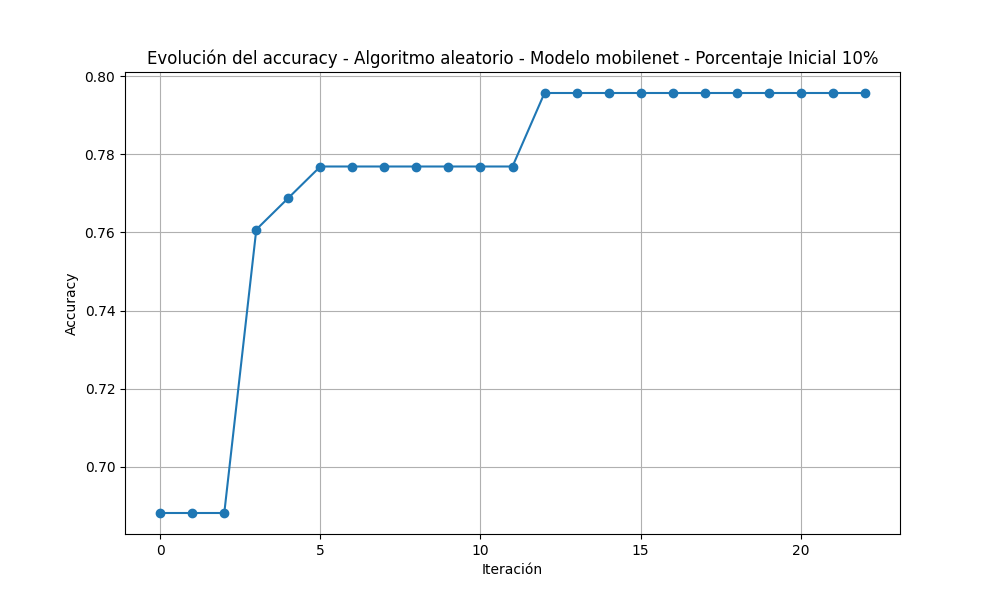 Evolución del accuracy - Algoritmo aleatorio - Modelo mobilenet - Porcentaje Inicial 10%
0.80
0.78
0.76
0.74
0.72
0.70
Accuracy
0 5 10 15 20
Iteración